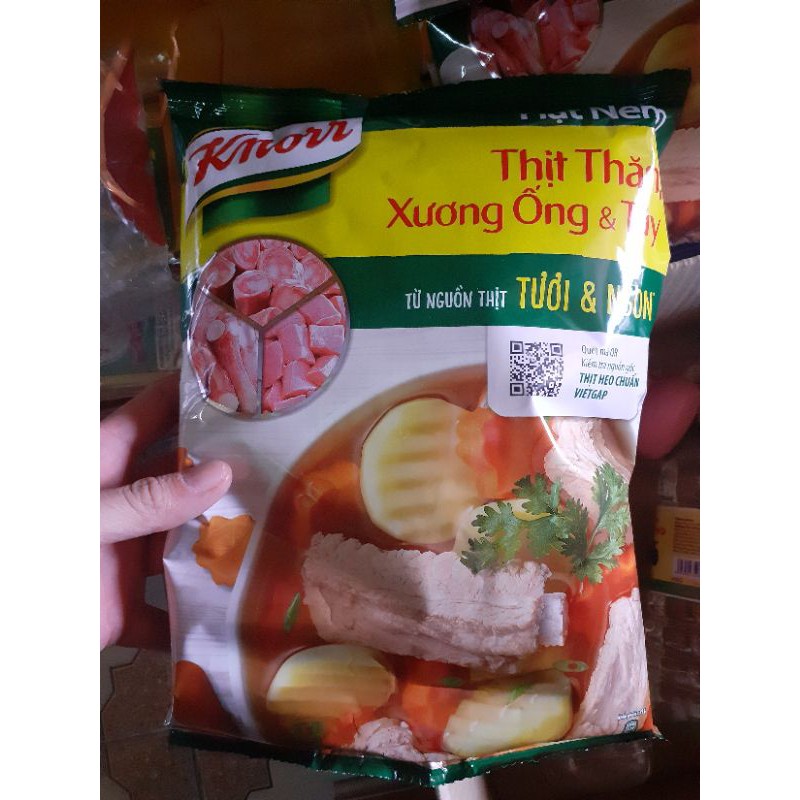 Knorr
Hạt Nêm
Thịt Thăn,
Xương Ống & Tủy
TỪ NGUỒN THỊT TƯƠI & NGON
Quét mã QR
Kiểm tra nguồn gốc
THỊT HEO CHUẨN
VIETGAP